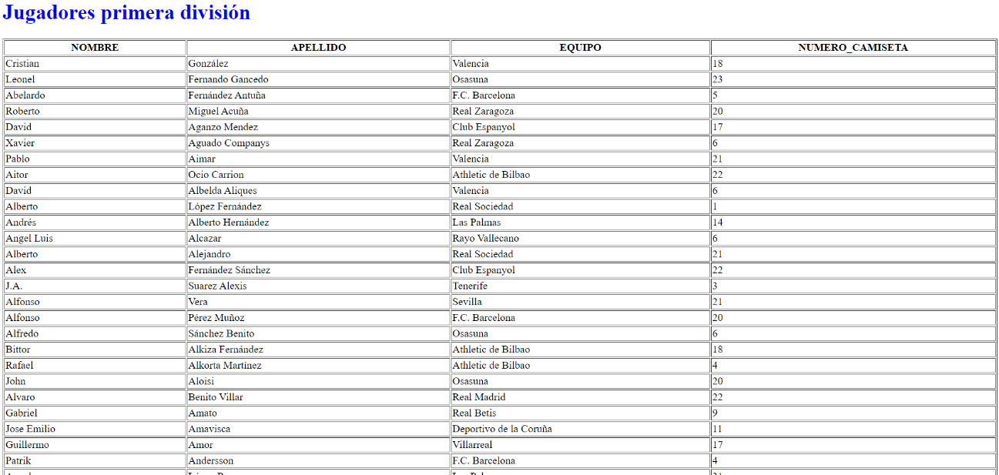 Jugadores primera división
NOMBRE APELLIDO EQUIPO NUMERO_CAMISETA
Cristian González Valencia 18
Leonel Fernando Gancedo Osasuna 23
Abelardo Fernández Antuña F.C. Barcelona 5
Roberto Miguel Acuña Real Zaragoza 20
David Aganzo Mendez Club Espanyol 17
Xavier Aguado Companys Real Zaragoza 6
Pablo Aimar Valencia 21
Aitor Ocio Carrion Athletic de Bilbao 22
David Albelda Aliques Valencia 6
Alberto López Fernández Real Sociedad 1
Andrés Alberto Hernández Las Palmas 14
Angel Luis Alcazar Rayo Vallecano 6
Alberto Alejandro Real Sociedad 21
Alex Fernández Sánchez Club Espanyol 22
J.A. Suarez Alexis Tenerife 3
Alfonso Vera Sevilla 21
Alfonso Pérez Muñoz F.C. Barcelona 20
Alfredo Sánchez Benito Osasuna 6
Bittor Alkiza Fernández Athletic de Bilbao 18
Rafael Alkorta Martínez Athletic de Bilbao 4
John Aloisi Osasuna 20
Alvaro Benito Villar Real Madrid 22
Gabriel Amato Real Betis 9
Jose Emilio Amavisca Deportivo de la Coruña 11
Guillermo Amor Villarreal 17
Patrik Andersson F.C. Barcelona 4